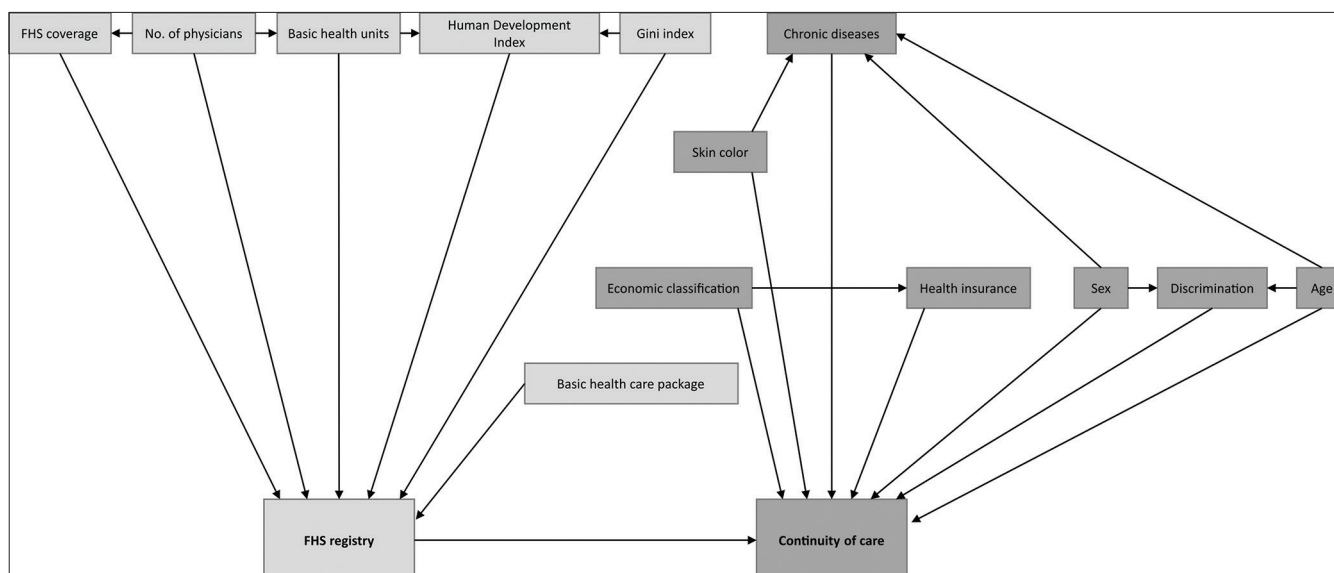 FHS coverage
No. of physicians
Basic health units
Human Development
Index
Gini index
Chronic diseases
Skin color
Economic classification
Health insurance
Sex
Discrimination
Age
Basic health care package
FHS registry
Continuity of care